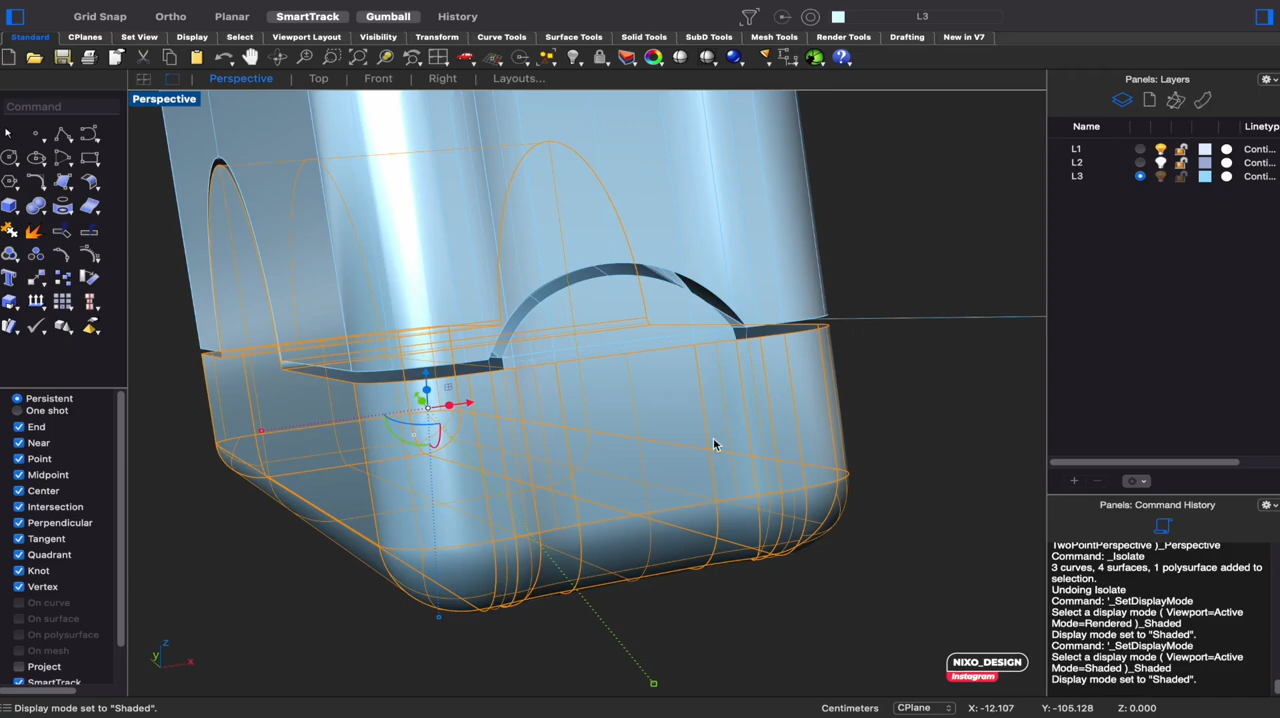 Grid Snap Ortho Planar SmartTrack Gumball History L3
Standard CPlanes Set View Display Select Viewport Layout Visibility Transform Curve Tools Surface Tools Solid Tools SubD Tools Mesh Tools Render Tools Drafting New in V7
Perspective Top Front Right Layouts...
Panels: Layers
Perspective
Command
Name Linetyp
L1 Conti...
L2 Conti...
L3 Conti...
Persistent
One shot
End
Near
Point
Midpoint
Center
Intersection
Perpendicular
Tangent
Quadrant
Knot
Vertex
On curve
On surface
On polysurface
On mesh
Project
SmartTrack
Panels: Command History
TwoPointPerspective )_Perspective
Command: _Isolate
3 curves, 4 surfaces, 1 polysurface added to
selection.
Undoing Isolate
Command: '_SetDisplayMode
Select a display mode ( Viewport=Active
Mode=Rendered )_Shaded
Display mode set to "Shaded".
Command: '_SetDisplayMode
Select a display mode ( Viewport=Active
Mode=Shaded )_Shaded
Display mode set to "Shaded".
z
y
x
NIXO_DESIGN
Instagram
Display mode set to "Shaded". Centimeters CPlane X: -12.107 Y: -105.128 Z: 0.000